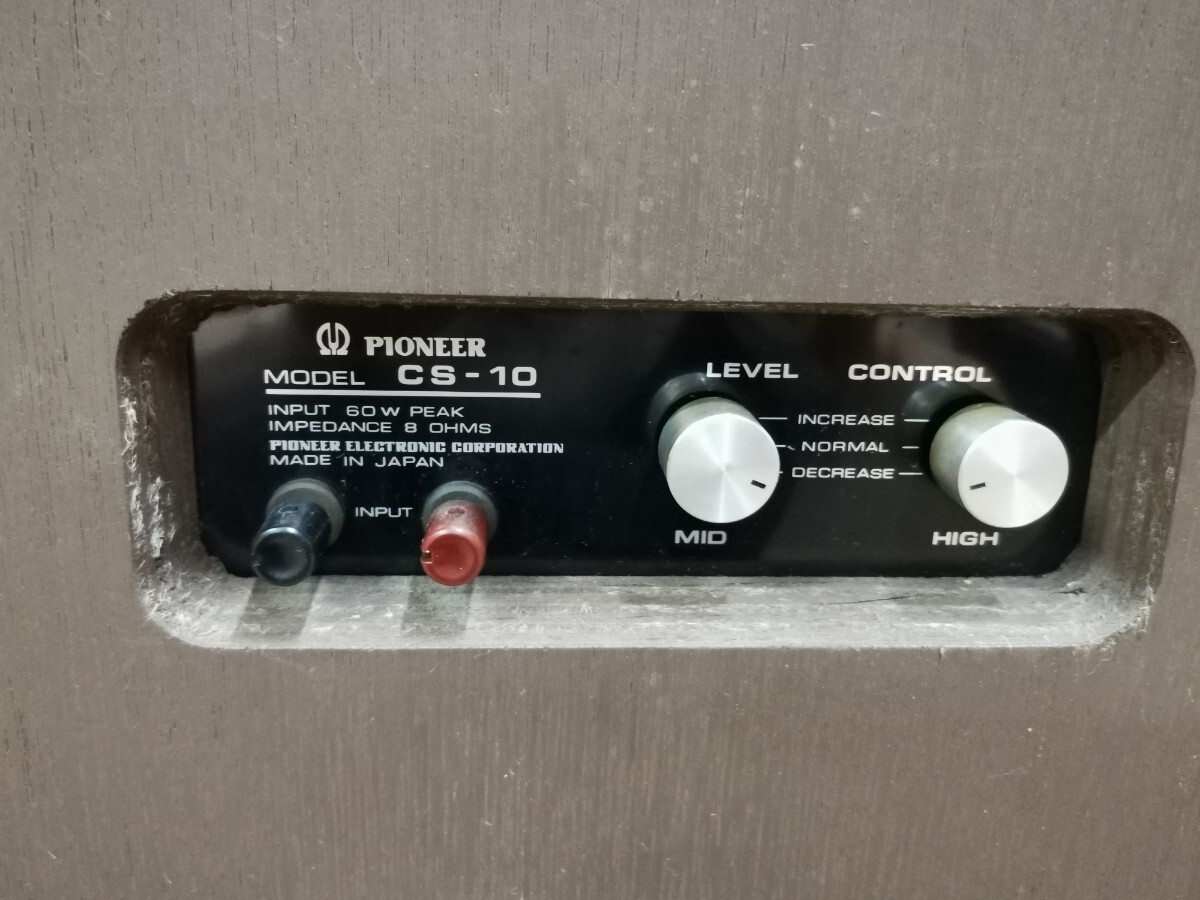 PIONEER
MODEL CS-10
INPUT 60W PEAK
IMPEDANCE 8 OHMS
PIONEER ELECTRONIC CORPORATION
MADE IN JAPAN
INPUT
LEVEL CONTROL
INCREASE
NORMAL
DECREASE
MID
HIGH